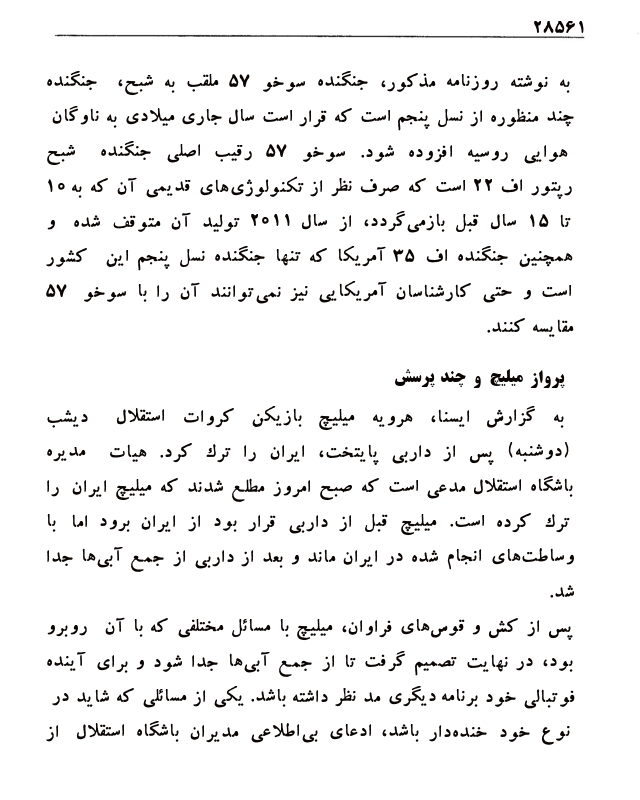 ۲۸۵۶۱
به نوشته روزنامه مذکور، جنگنده سوخو ۵۷ ملقب به شبح، جنگنده
چند منظوره از نسل پنجم است که قرار است سال جاری میلادی به ناوگان
هوایی روسیه افزوده شود. سوخو ۵۷ رقیب اصلی جنگنده شبح
رپتور اف ۲۲ است که صرف نظر از تکنولوژی‌های قدیمی آن که به ۱۰
تا ۱۵ سال قبل بازمی‌گردد، از سال ۲۰۱۱ تولید آن متوقف شده و
همچنین جنگنده اف ۳۵ آمریکا که تنها جنگنده نسل پنجم این کشور
است و حتی کارشناسان آمریکایی نیز نمی‌توانند آن را با سوخو ۵۷
مقایسه کنند.
پرواز میلیچ و چند پرسش
به گزارش ایسنا، هرویه میلیچ بازیکن کروات استقلال دیشب
(دوشنبه) پس از داربی پایتخت، ایران را ترك کرد. هیات مدیره
باشگاه استقلال مدعی است که صبح امروز مطلع شدند که میلیچ ایران را
ترك کرده است. میلیچ قبل از داربی قرار بود از ایران برود اما با
وساطت‌های انجام شده در ایران ماند و بعد از داربی از جمع آبی‌ها جدا
شد.
پس از کش و قوس‌های فراوان، میلیچ با مسائل مختلفی که با آن روبرو
بود، در نهایت تصمیم گرفت تا از جمع آبی‌ها جدا شود و برای آینده
فوتبالی خود برنامه دیگری مد نظر داشته باشد. یکی از مسائلی که شاید در
نوع خود خنده‌دار باشد، ادعای بی‌اطلاعی مدیران باشگاه استقلال از